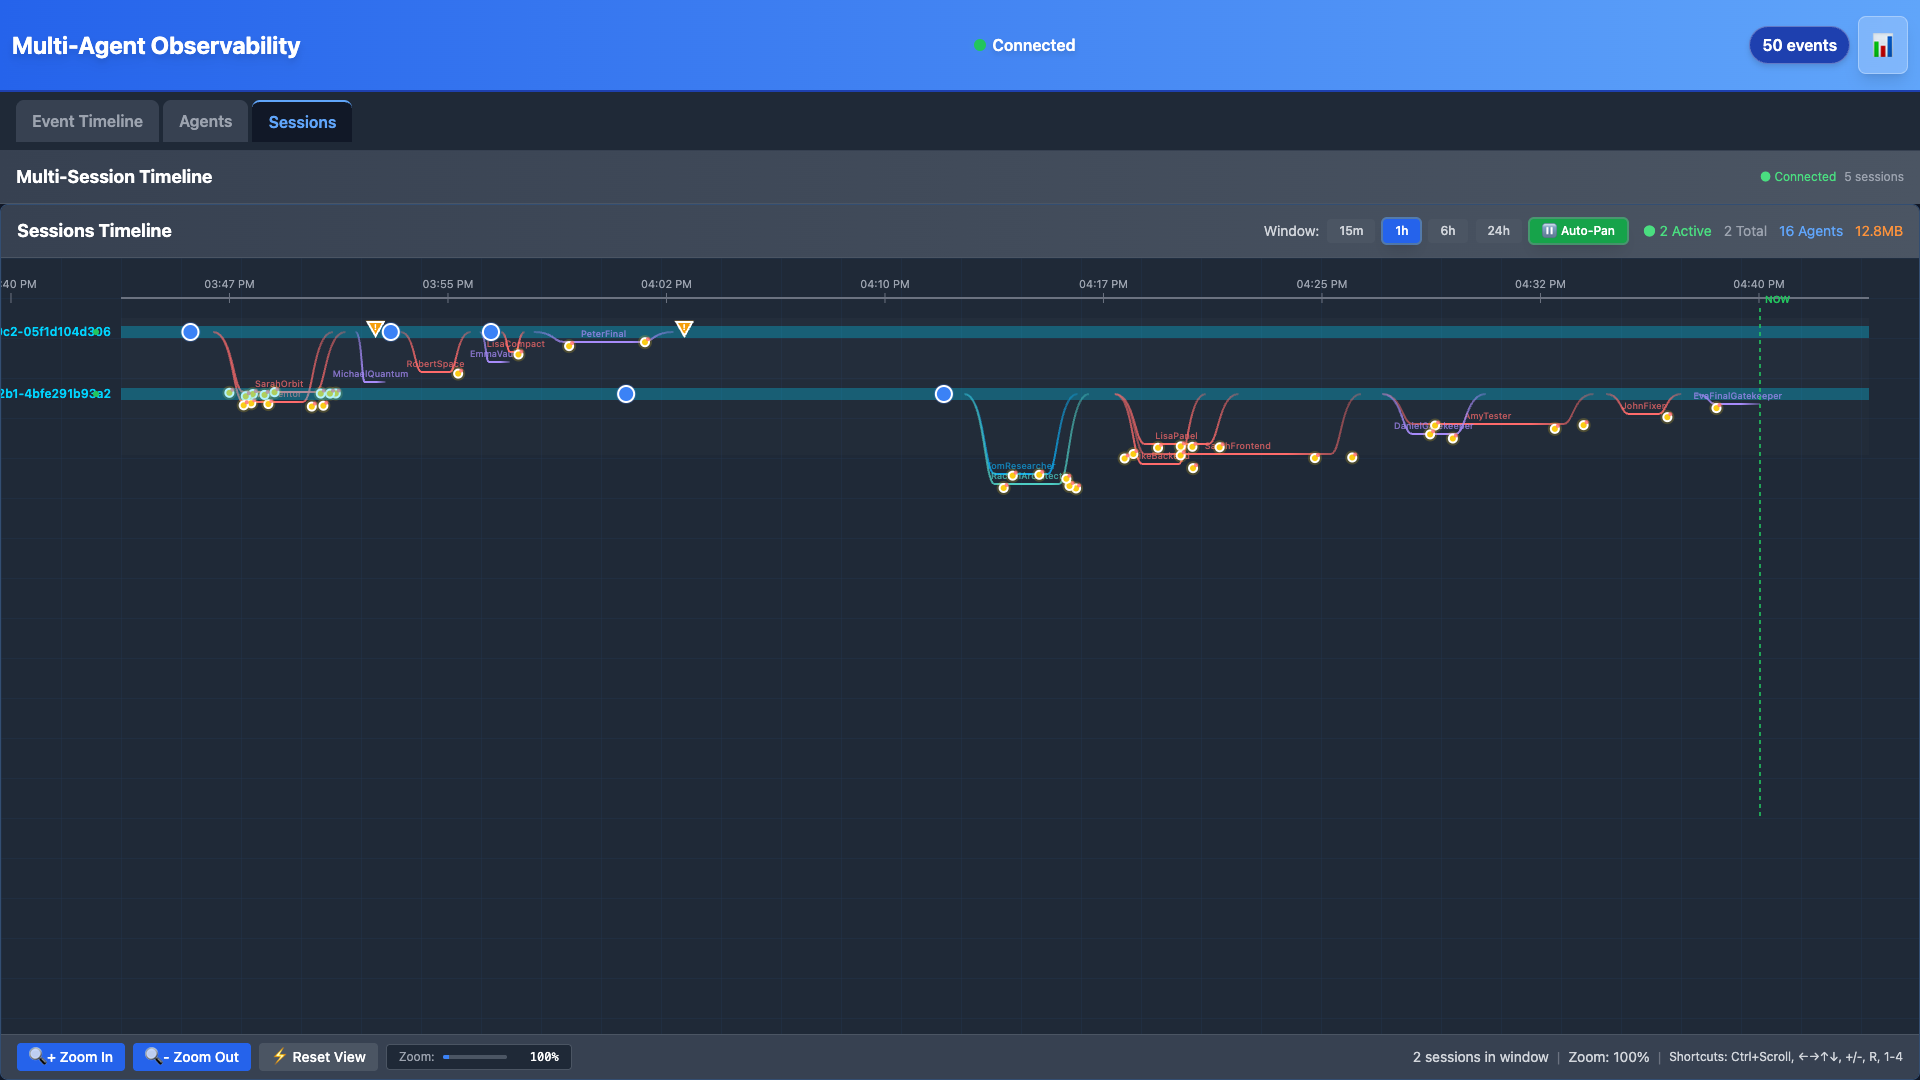 Multi-Agent Observability
Connected
50 events
Event Timeline
Agents
Sessions
Multi-Session Timeline
Connected
5 sessions
Sessions Timeline
Window:
15m
1h
6h
24h
Auto-Pan
2 Active
2 Total
16 Agents
12.8MB
:40 PM
03:47 PM
03:55 PM
04:02 PM
04:10 PM
04:17 PM
04:25 PM
04:32 PM
04:40 PM
NOW
c2-05f1d104d306
PeterFinal
LisaCompact
RobertSpace
MichaelQuantum
SarahOrbit
2b1-4bfe291b93a2
EvaFinalGatekeeper
JohnFixer
AmyTester
LisaPanel
TomResearcher
+ Zoom In
- Zoom Out
Reset View
Zoom:
100%
2 sessions in window
Zoom: 100%
Shortcuts: Ctrl+Scroll, ←→↑↓, +/-, R, 1-4